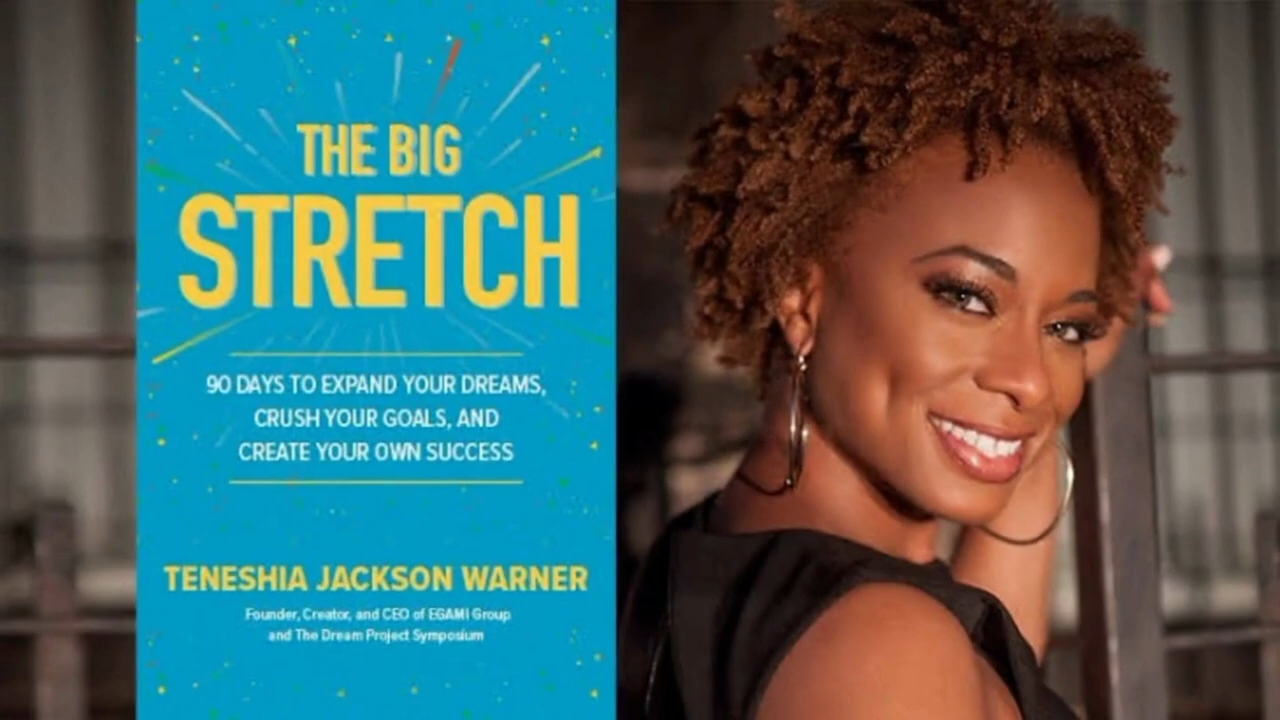 THE BIG
STRETCH
90 DAYS TO EXPAND YOUR DREAMS,
CRUSH YOUR GOALS, AND
CREATE YOUR OWN SUCCESS
TENESHIA JACKSON WARNER
Founder, Creator, and CEO of EGAMI Group
and The Dream Project Symposium